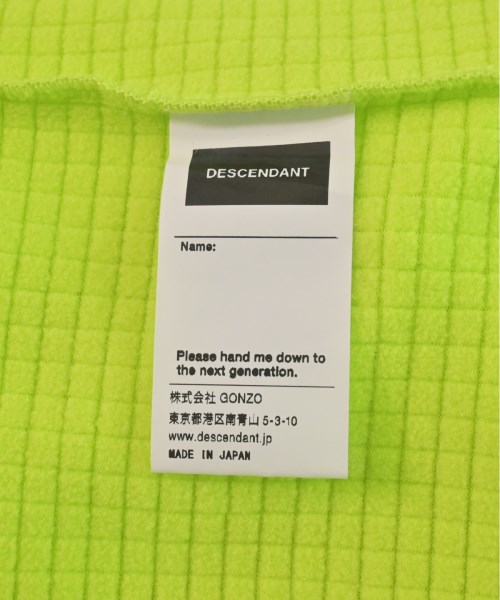 DESCENDANT
Name:
Please hand me down to
the next generation.
株式会社 GONZO
東京都港区南青山 5-3-10
www.descendant.jp
MADE IN JAPAN